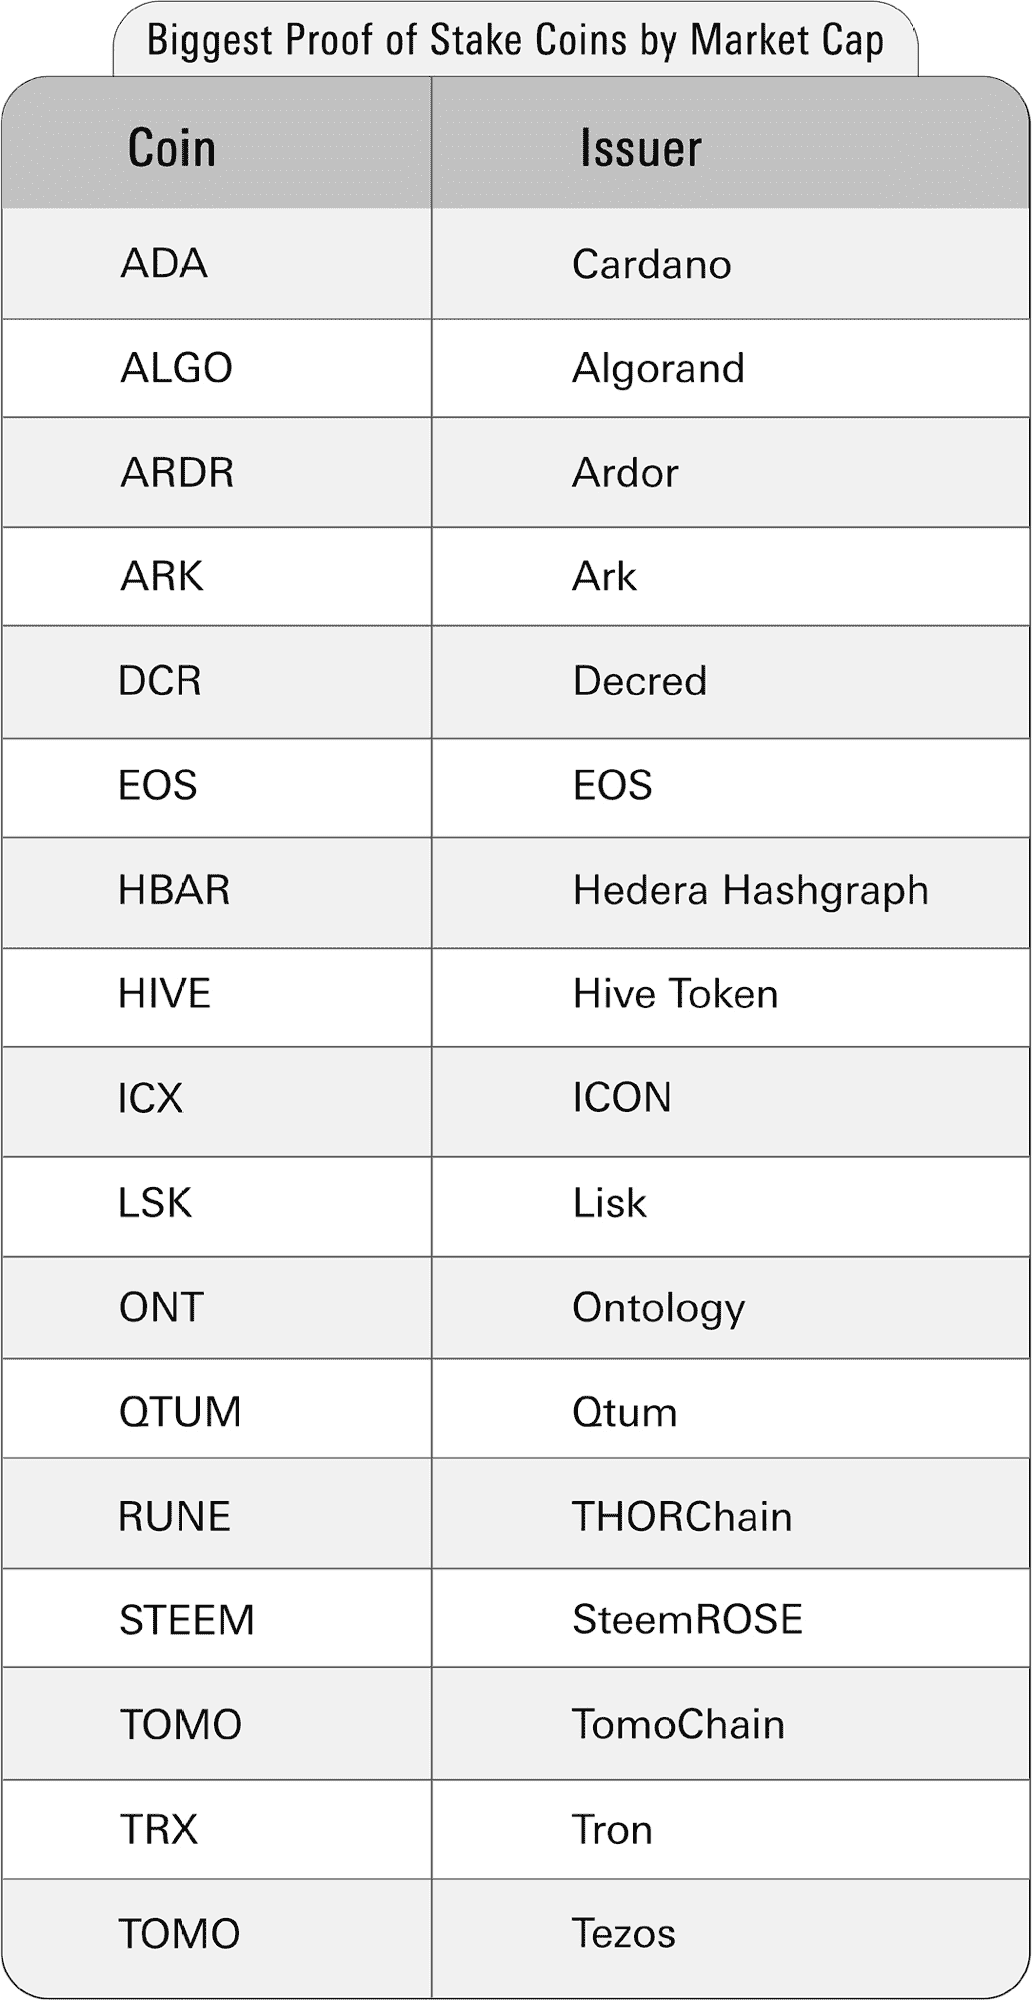 Biggest Proof of Stake Coins by Market Cap
Coin Issuer
ADA Cardano
ALGO Algorand
ARDR Ardor
ARK Ark
DCR Decred
EOS EOS
HBAR Hedera Hashgraph
HIVE Hive Token
ICX ICON
LSK Lisk
ONT Ontology
QTUM Qtum
RUNE THORChain
STEEM SteemROSE
TOMO TomoChain
TRX Tron
TOMO Tezos